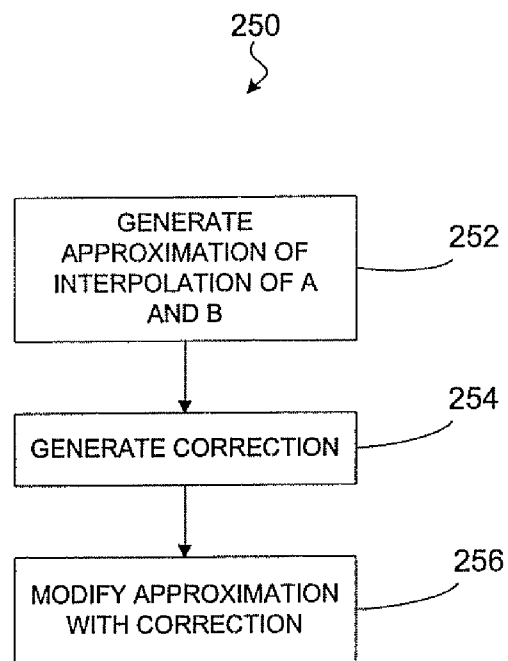 250
GENERATE
APPROXIMATION OF
INTERPOLATION OF A
AND B
252
254
GENERATE CORRECTION
256
MODIFY APPROXIMATION
WITH CORRECTION